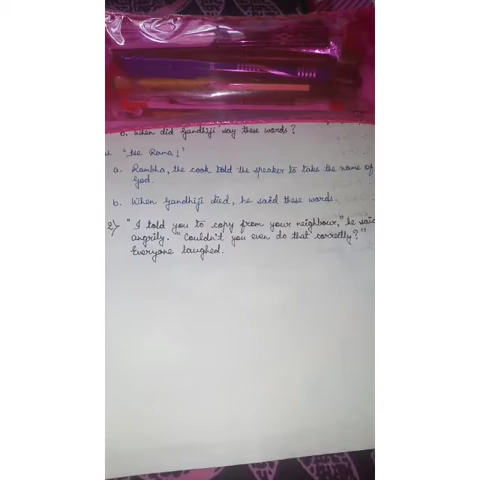 b. When did Gandhiji say these words?
"Hee Rama!"
a. Rambha, the cook told the speaker to take the name of
God.
b. When Gandhiji died, he said these words.
2) "I told you to copy from your neighbour," he said
angrily. "Couldn't you even do that correctly?"
Everyone laughed.